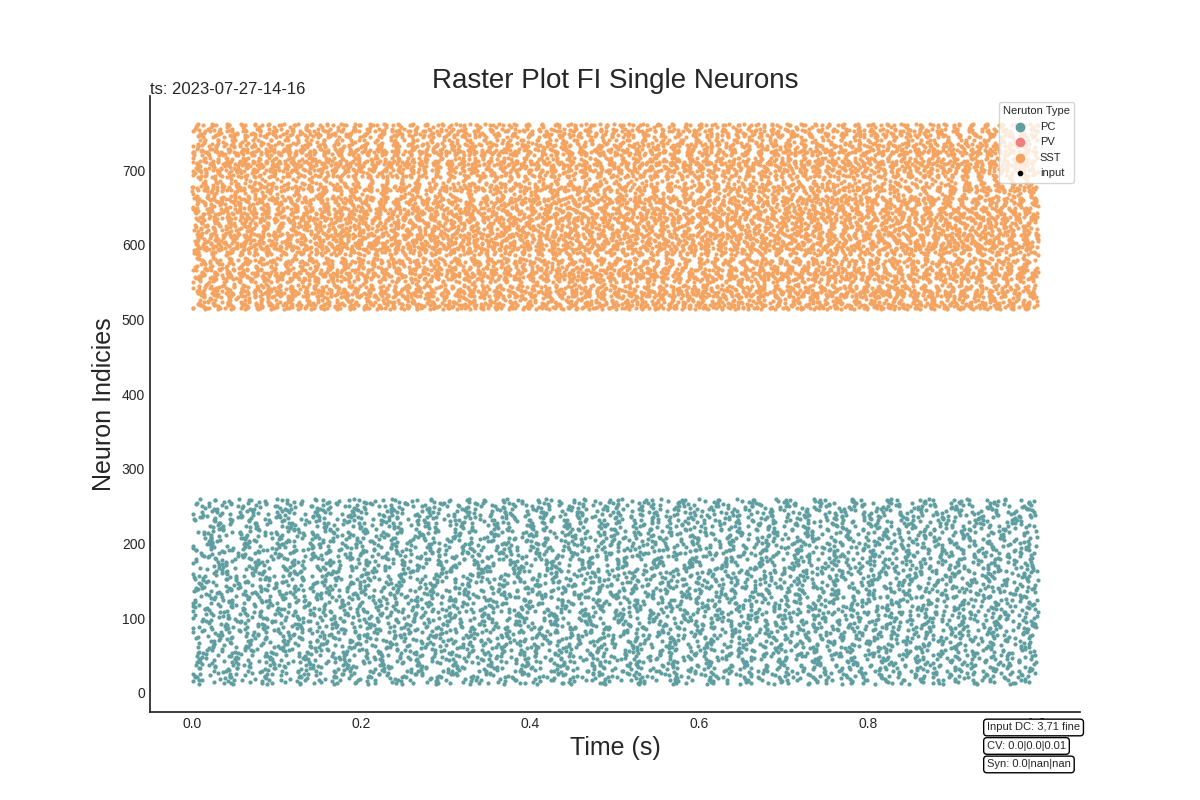 Raster Plot FI Single Neurons
ts: 2023-07-27-14-16
Neruton Type
PC
PV
SST
input
Neuron Indicies
700
600
500
400
300
200
100
0
0.0
0.2
0.4
0.6
0.8
Time (s)
Input DC: 3,71 fine
CV: 0.0|0.0|0.01
Syn: 0.0|nan|nan